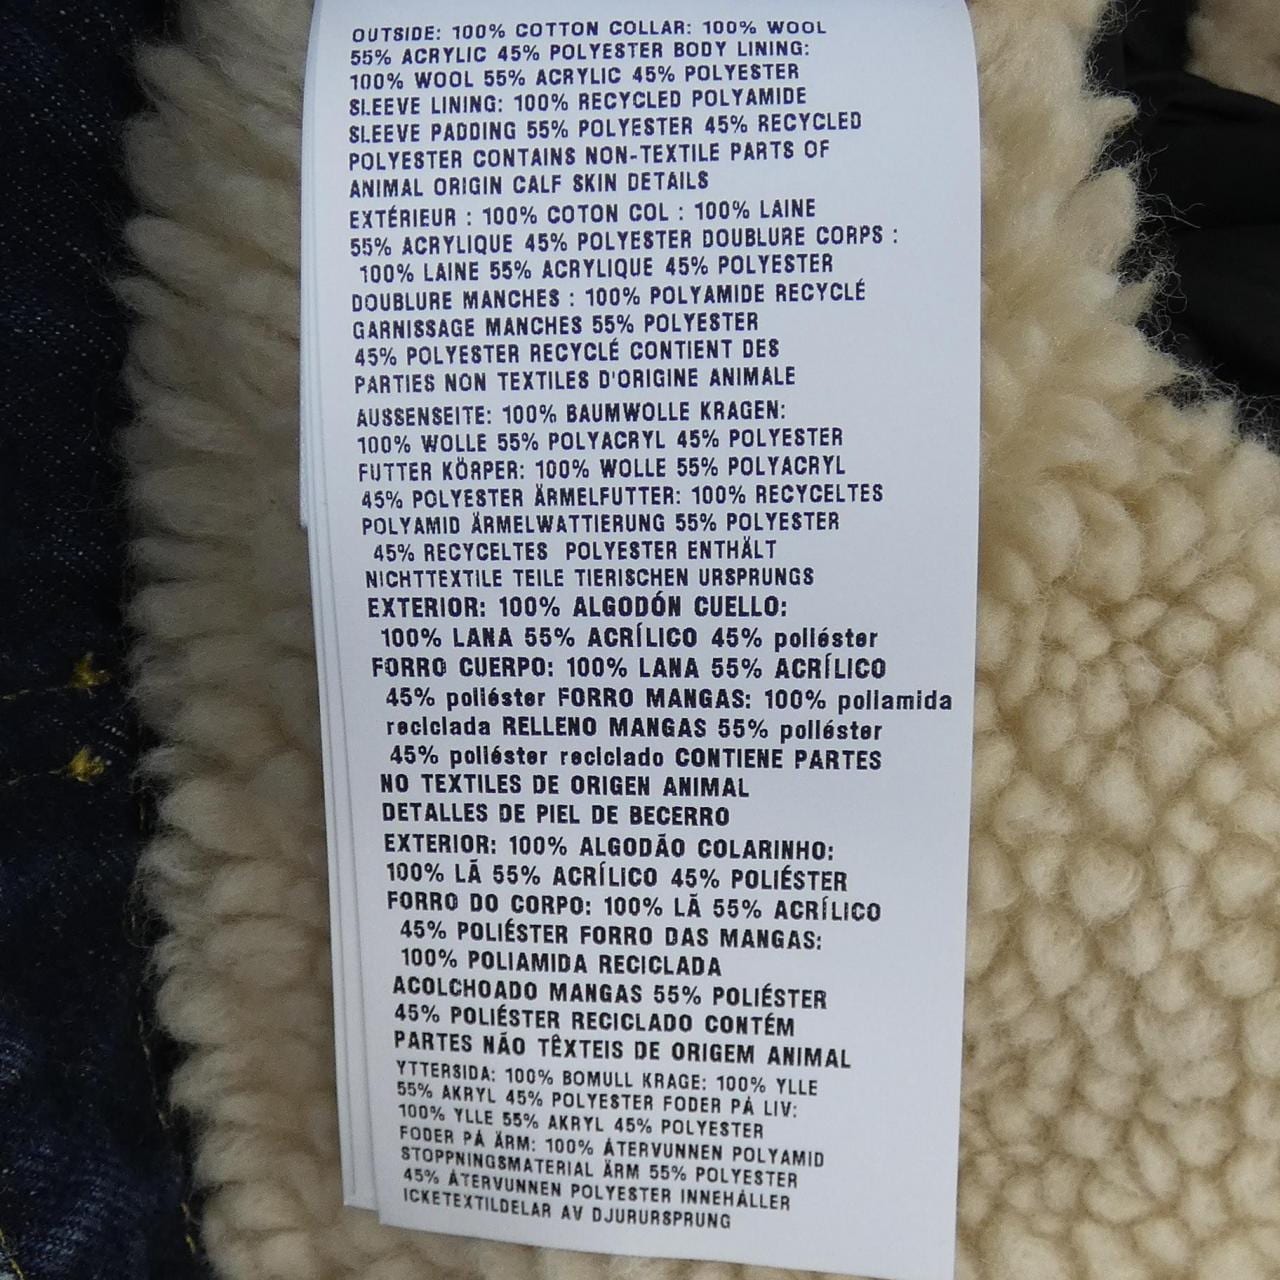 OUTSIDE: 100% COTTON COLLAR: 100% WOOL
55% ACRYLIC 45% POLYESTER BODY LINING:
100% WOOL 55% ACRYLIC 45% POLYESTER
SLEEVE LINING: 100% RECYCLED POLYAMIDE
SLEEVE PADDING 55% POLYESTER 45% RECYCLED
POLYESTER CONTAINS NON-TEXTILE PARTS OF
ANIMAL ORIGIN CALF SKIN DETAILS
EXTÉRIEUR : 100% COTON COL : 100% LAINE
55% ACRYLIQUE 45% POLYESTER DOUBLURE CORPS :
100% LAINE 55% ACRYLIQUE 45% POLYESTER
DOUBLURE MANCHES : 100% POLYAMIDE RECYCLÉ
GARNISSAGE MANCHES 55% POLYESTER
45% POLYESTER RECYCLÉ CONTIENT DES
PARTIES NON TEXTILES D'ORIGINE ANIMALE
AUSSENSEITE: 100% BAUMWOLLE KRAGEN:
100% WOLLE 55% POLYACRYL 45% POLYESTER
FUTTER KÖRPER: 100% WOLLE 55% POLYACRYL
45% POLYESTER ÄRMELFUTTER: 100% RECYCELTES
POLYAMID ÄRMELWATTIERUNG 55% POLYESTER
45% RECYCELTES POLYESTER ENTHÄLT
NICHTTEXTILE TEILE TIERISCHEN URSPRUNGS
EXTERIOR: 100% ALGODÓN CUELLO:
100% LANA 55% ACRÍLICO 45% poliéster
FORRO CUERPO: 100% LANA 55% ACRÍLICO
45% poliéster FORRO MANGAS: 100% poliamida
reciclada RELLENO MANGAS 55% poliéster
45% poliéster reciclado CONTIENE PARTES
NO TEXTILES DE ORIGEN ANIMAL
DETALLES DE PIEL DE BECERRO
EXTERIOR: 100% ALGODÃO COLARINHO:
100% LÃ 55% ACRÍLICO 45% POLIÉSTER
FORRO DO CORPO: 100% LÃ 55% ACRÍLICO
45% POLIÉSTER FORRO DAS MANGAS:
100% POLIAMIDA RECICLADA
ACOLCHOADO MANGAS 55% POLIÉSTER
45% POLIÉSTER RECICLADO CONTÉM
PARTES NÃO TÊXTEIS DE ORIGEM ANIMAL
YTTERSIDA: 100% BOMULL KRAGE: 100% YLLE
55% AKRYL 45% POLYESTER FODER PÅ LIV:
100% YLLE 55% AKRYL 45% POLYESTER
FODER PÅ ÄRM: 100% ÅTERVUNNEN POLYAMID
STOPPNINGSMATERIAL ÄRM 55% POLYESTER
45% ÅTERVUNNEN POLYESTER INNEHÅLLER
ICKETEXTILDELAR AV DJURURSPRUNG